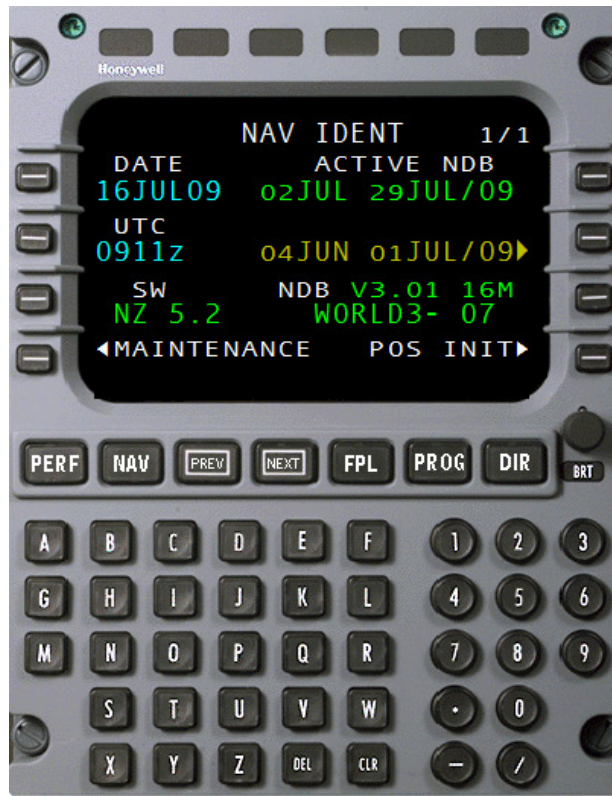 Honeywell
NAV IDENT 1/1
DATE ACTIVE NDB
16JUL09 02JUL 29JUL/09
UTC
0911z 04JUN 01JUL/09▶
SW NDB V3.01 16M
NZ 5.2 WORLD3- 07
◀MAINTENANCE POS INIT▶
PERF NAV PREV NEXT FPL PROG DIR BRT
A B C D E F 1 2 3
G H I J K L 4 5 6
M N O P Q R 7 8 9
S T U V W · 0
X Y Z DEL CLR − /